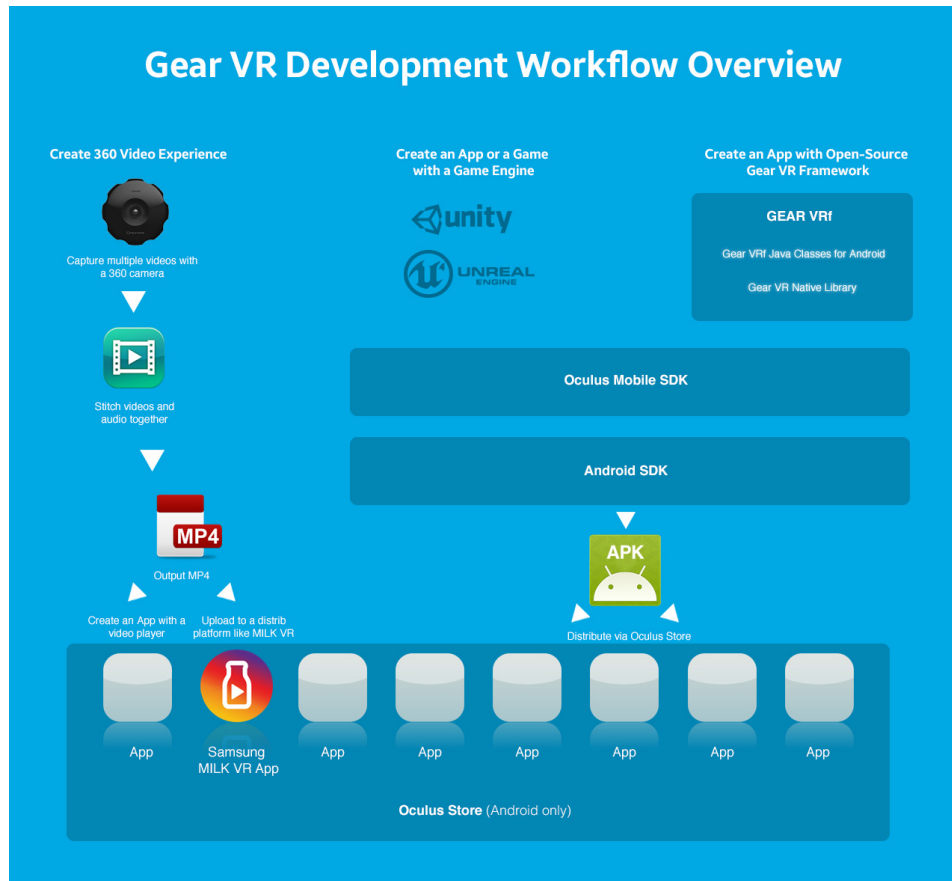 Gear VR Development Workflow Overview
Create 360 Video Experience
Capture multiple videos with
a 360 camera
Stitch videos and
audio together
MP4
Output MP4
Create an App with a
video player
Upload to a distrib
platform like MILK VR
Create an App or a Game
with a Game Engine
unity
UNREAL
ENGINE
Create an App with Open-Source
Gear VR Framework
GEAR VRf
Gear VRf Java Classes for Android
Gear VR Native Library
Oculus Mobile SDK
Android SDK
APK
Distribute via Oculus Store
App
Samsung
MILK VR App
App
App
App
App
App
App
Oculus Store (Android only)